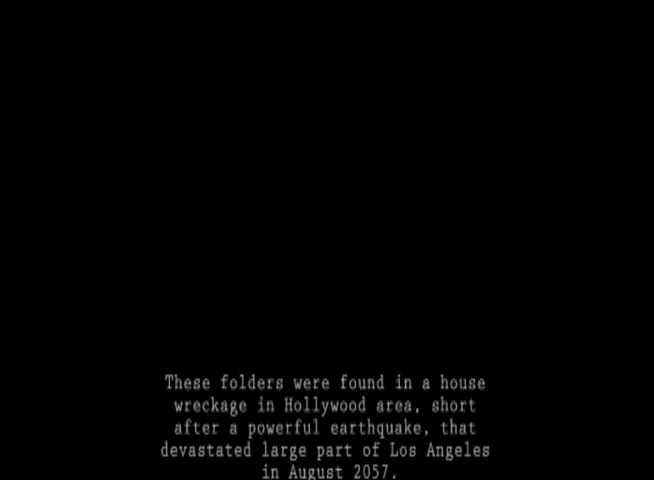 These folders were found in a house
wreckage in Hollywood area, short
after a powerful earthquake, that
devastated large part of Los Angeles
in August 2057.